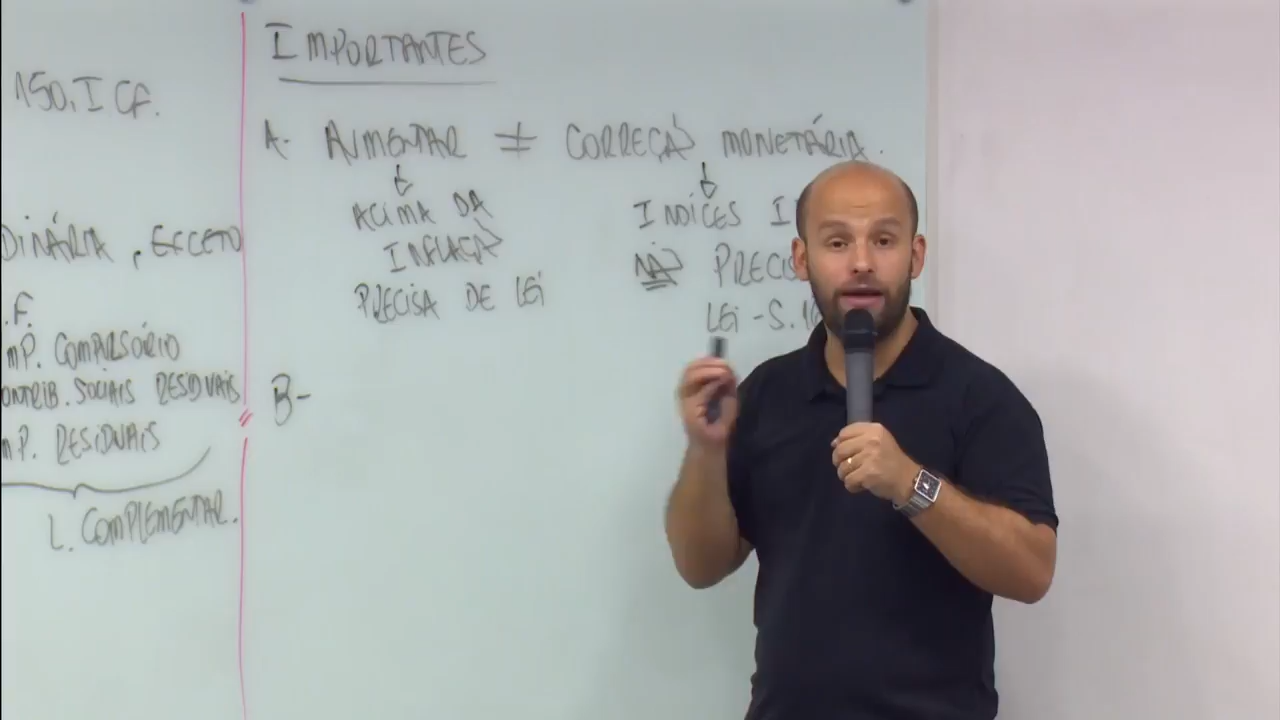 150, I CF.
DINÁRIA, EXCETO
.F.
MP. COMPULSÓRIO
ONTRIB. SOCIAIS RESIDUAIS
MP. RESIDUAIS
L. COMPLEMENTAR.
IMPORTANTES
A- AUMENTAR ≠ CORREÇÃO MONETÁRIA.
ACIMA DA
INFLAÇÃO
PRECISA DE LEI
ÍNDICES
NÃO PRECIS
LEI - S. 16
B-